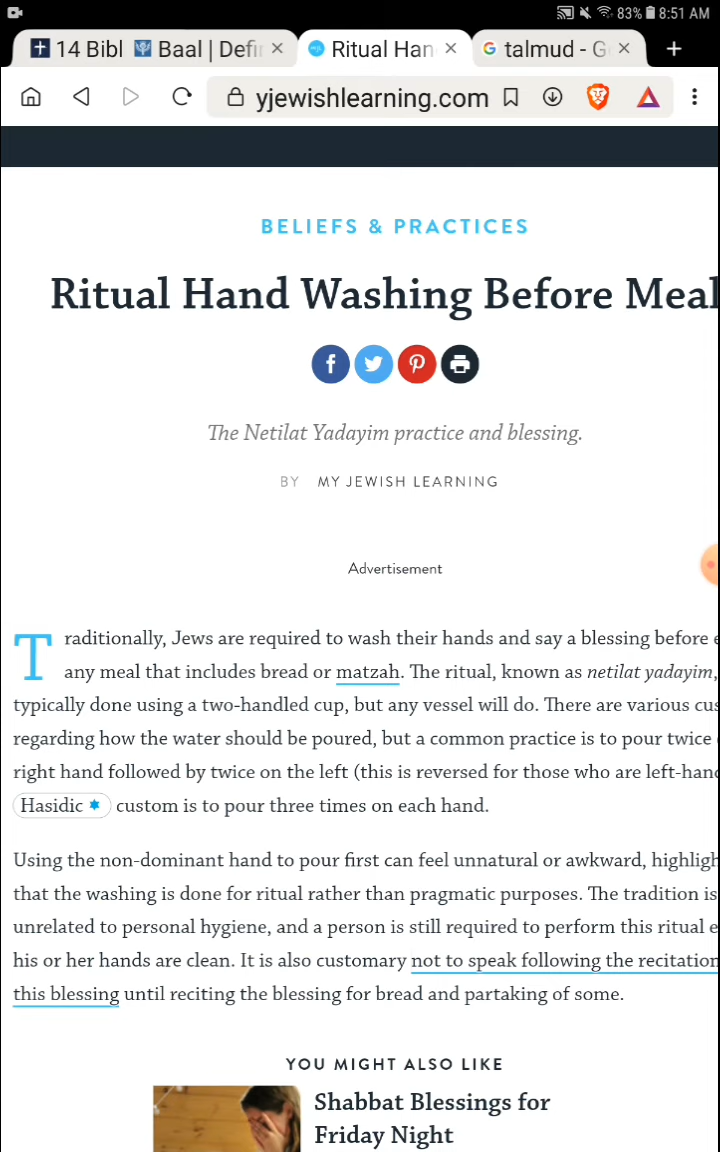 83% 8:51 AM
14 Bibl Baal | Defi Ritual Han talmud - G
yjewishlearning.com
BELIEFS & PRACTICES
Ritual Hand Washing Before Meal
The Netilat Yadayim practice and blessing.
BY MY JEWISH LEARNING
Advertisement
Traditionally, Jews are required to wash their hands and say a blessing before
any meal that includes bread or matzah. The ritual, known as netilat yadayim,
typically done using a two-handled cup, but any vessel will do. There are various cus
regarding how the water should be poured, but a common practice is to pour twice
right hand followed by twice on the left (this is reversed for those who are left-hand
Hasidic custom is to pour three times on each hand.
Using the non-dominant hand to pour first can feel unnatural or awkward, highligh
that the washing is done for ritual rather than pragmatic purposes. The tradition is
unrelated to personal hygiene, and a person is still required to perform this ritual e
his or her hands are clean. It is also customary not to speak following the recitation
this blessing until reciting the blessing for bread and partaking of some.
YOU MIGHT ALSO LIKE
Shabbat Blessings for
Friday Night